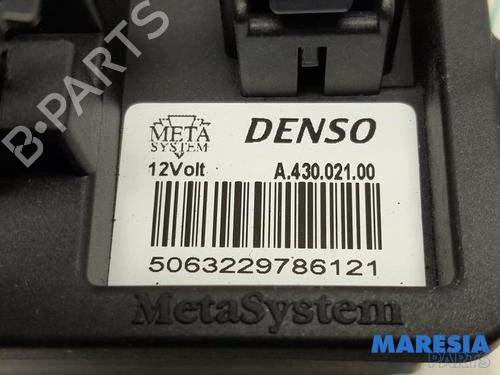 B-PARTS
META
SYSTEM
DENSO
12Volt
A.430.021.00
5063229786121
MetaSystem
MARESIA
PARTS